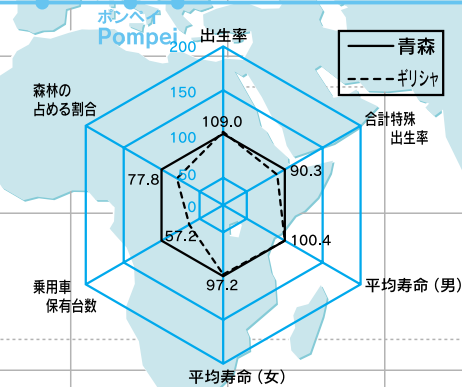 ポンペイ
Pompei
出生率
青森
ギリシャ
200
150
100
50
0
森林の
占める割合
合計特殊
出生率
109.0
90.3
77.8
100.4
57.2
97.2
乗用車
保有台数
平均寿命(男)
平均寿命(女)